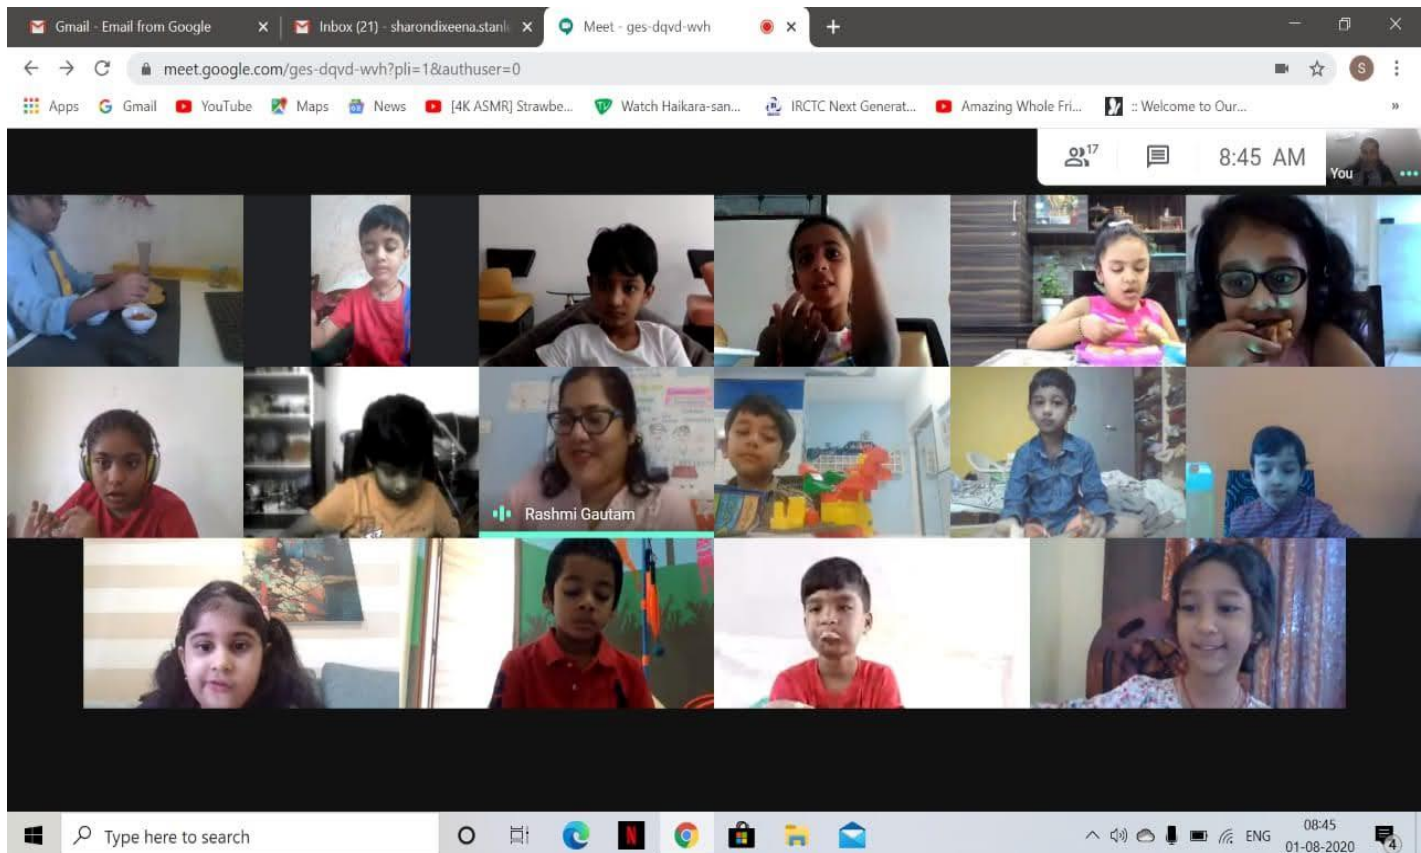 Gmail - Email from Google
Inbox (21) - sharondixeena.stanl
Meet - ges-dqvd-wvh
meet.google.com/ges-dqvd-wvh?pli=1&authuser=0
Apps Gmail YouTube Maps News [4K ASMR] Strawbe... Watch Haikara-san... IRCTC Next Generat... Amazing Whole Fri... :: Welcome to Our... »
17 8:45 AM
You
Rashmi Gautam
Type here to search
ENG
08:45
01-08-2020
4